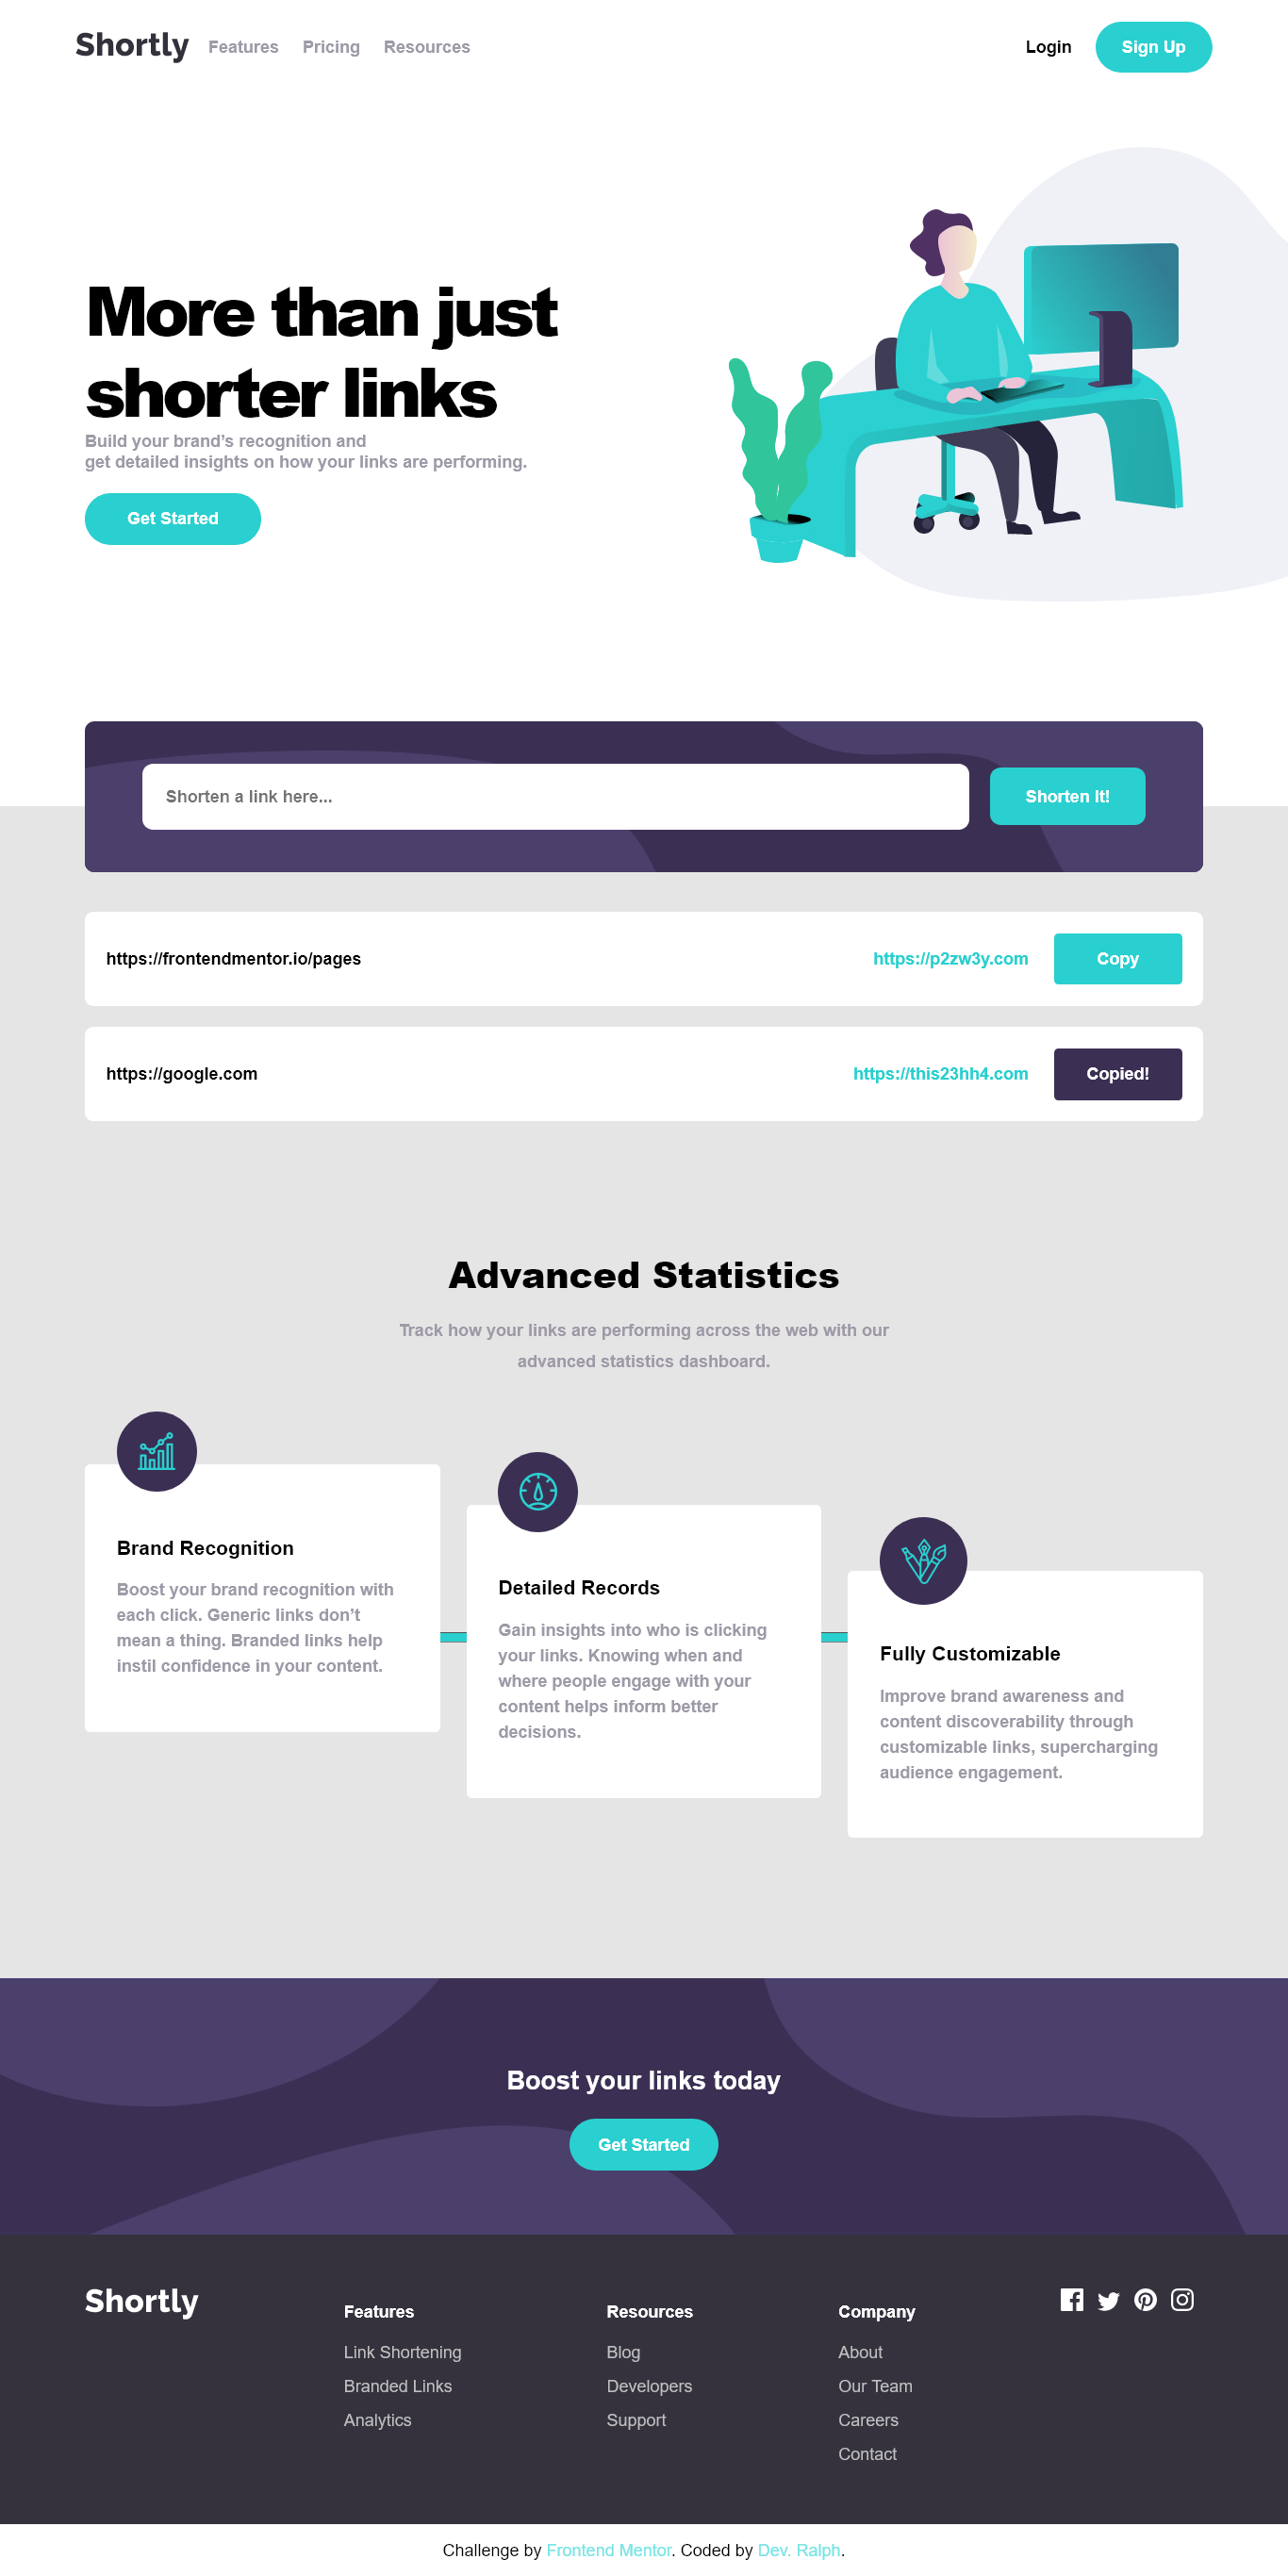 Shortly Features Pricing Resources Login Sign Up
More than just
shorter links
Build your brand’s recognition and
get detailed insights on how your links are performing.
Get Started
Shorten a link here...
Shorten It!
https://frontendmentor.io/pages https://p2zw3y.com Copy
https://google.com https://this23hh4.com Copied!
Advanced Statistics
Track how your links are performing across the web with our
advanced statistics dashboard.
Brand Recognition
Boost your brand recognition with
each click. Generic links don’t
mean a thing. Branded links help
instil confidence in your content.
Detailed Records
Gain insights into who is clicking
your links. Knowing when and
where people engage with your
content helps inform better
decisions.
Fully Customizable
Improve brand awareness and
content discoverability through
customizable links, supercharging
audience engagement.
Boost your links today
Get Started
Shortly
Features
Link Shortening
Branded Links
Analytics
Resources
Blog
Developers
Support
Company
About
Our Team
Careers
Contact
Challenge by Frontend Mentor. Coded by Dev. Ralph.